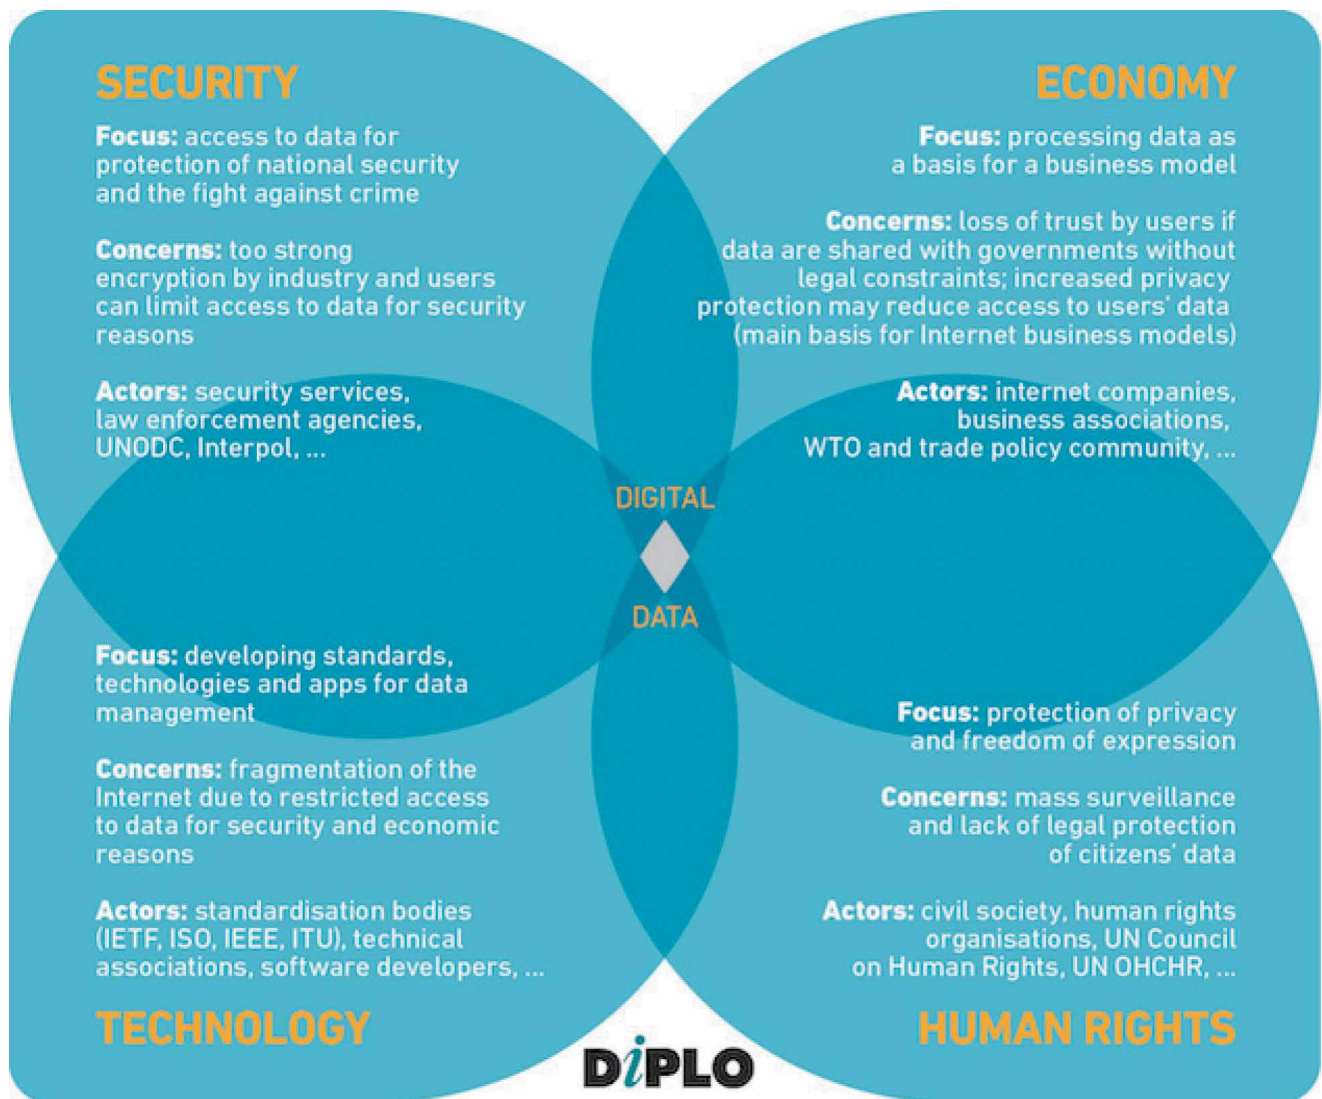 SECURITY
Focus: access to data for
protection of national security
and the fight against crime
Concerns: too strong
encryption by industry and users
can limit access to data for security
reasons
Actors: security services,
law enforcement agencies,
UNODC, Interpol, ...
ECONOMY
Focus: processing data as
a basis for a business model
Concerns: loss of trust by users if
data are shared with governments without
legal constraints; increased privacy
protection may reduce access to users' data
(main basis for Internet business models)
Actors: internet companies,
business associations,
WTO and trade policy community, ...
DIGITAL
DATA
Focus: developing standards,
technologies and apps for data
management
Concerns: fragmentation of the
Internet due to restricted access
to data for security and economic
reasons
Actors: standardisation bodies
(IETF, ISO, IEEE, ITU), technical
associations, software developers, ...
TECHNOLOGY
Focus: protection of privacy
and freedom of expression
Concerns: mass surveillance
and lack of legal protection
of citizens' data
Actors: civil society, human rights
organisations, UN Council
on Human Rights, UN OHCHR, ...
HUMAN RIGHTS
DiPLO